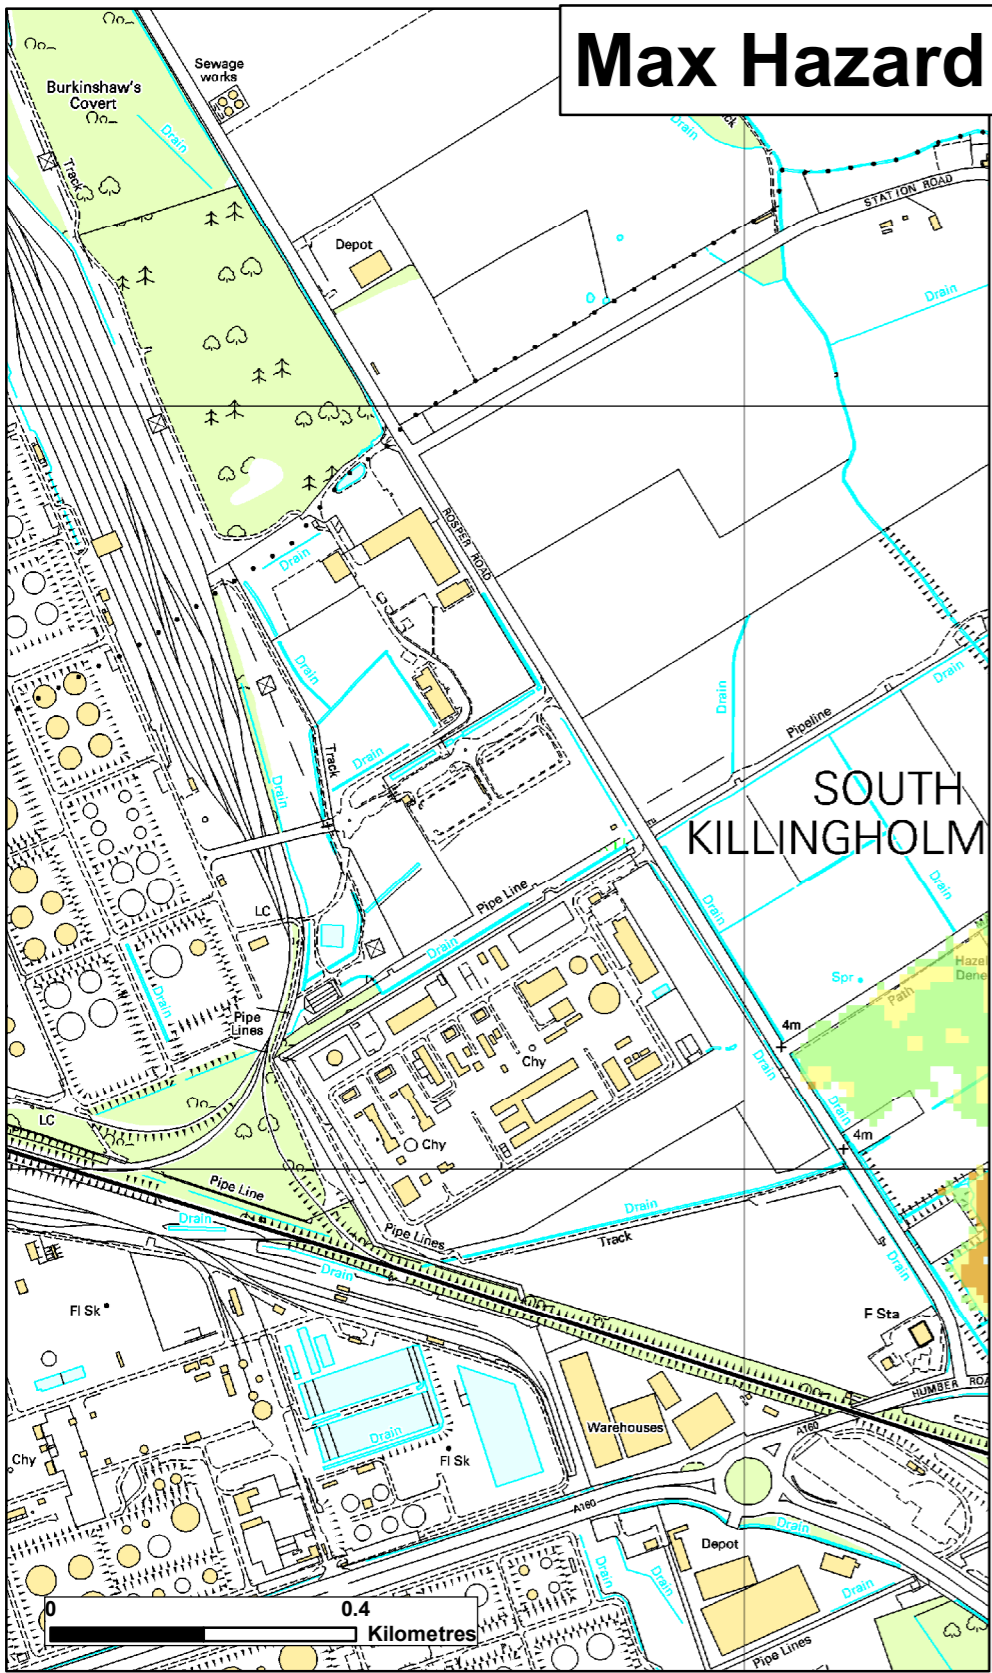 Max Hazard
Sewage
works
Burkinshaw's
Covert
Drain
Drain
Track
STATION ROAD
Depot
Drain
ROSPER ROAD
Drain
Drain
Drain
Drain
Pipeline
Track
Drain
Drain
SOUTH
KILLINGHOLM
Drain
Drain
Pipe Line
LC
Drain
Hazel
Dene
Spr
Path
Drain
Pipe
Lines
4m
Chy
Drain
Drain
LC
Chy
4m
Pipe Line
Drain
Drain
Track
Pipe Lines
Drain
Drain
Fl Sk
F Sta
HUMBER ROA
Warehouses
A160
Drain
Chy
Fl Sk
A160
Drain
Depot
Drain
Drain
Drain
Pipe Lines
0
0.4
Kilometres